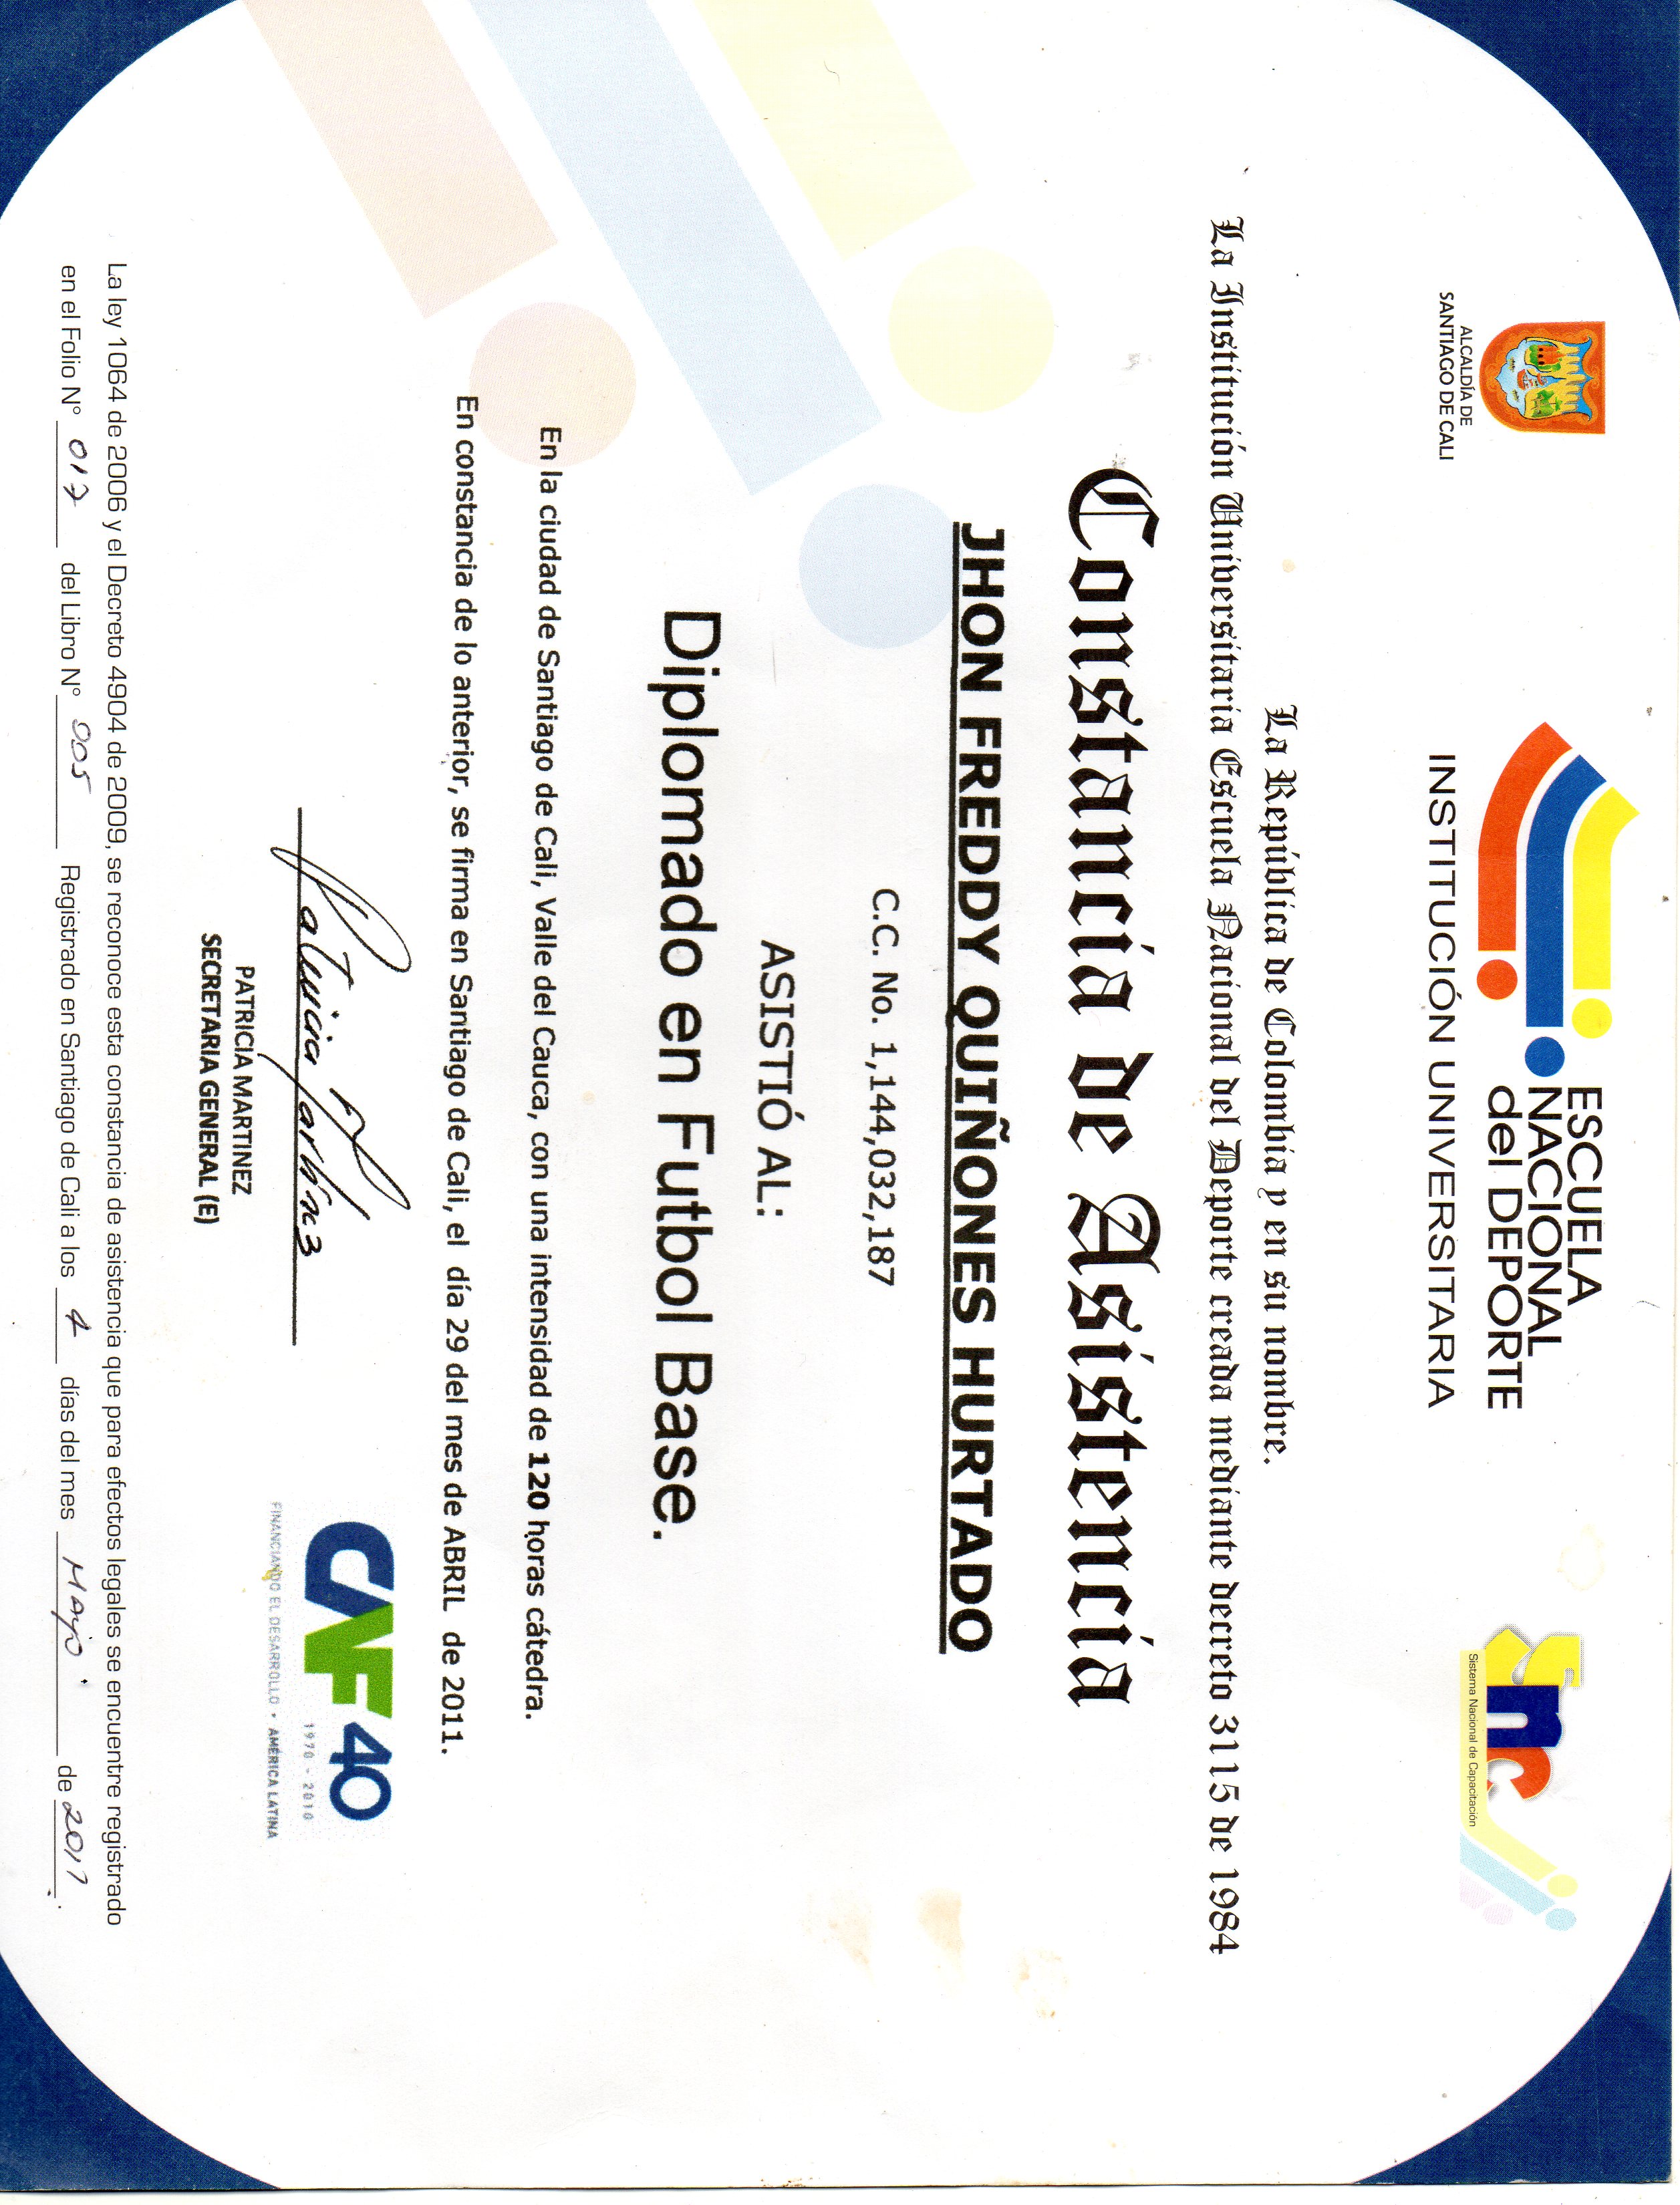 ALCALDÍA DE
SANTIAGO DE CALI
ESCUELA
NACIONAL
del DEPORTE
INSTITUCIÓN UNIVERSITARIA
snc
Sistema Nacional de Capacitación
La República de Colombia y en su nombre.
La Institución Universitaria Escuela Nacional del Deporte creada mediante decreto 3115 de 1984
Constancia de Asistencia
JHON FREDDY QUIÑONES HURTADO
C.C. No. 1,144,032,187
ASISTIÓ AL:
Diplomado en Futbol Base.
En la ciudad de Santiago de Cali, Valle del Cauca, con una intensidad de 120 horas cátedra.
En constancia de lo anterior, se firma en Santiago de Cali, el día 29 del mes de ABRIL de 2011.
Patricia Martínez
CAF 40
1970 - 2010
FINANCIANDO EL DESARROLLO • AMÉRICA LATINA
PATRICIA MARTINEZ
SECRETARIA GENERAL (E)
La ley 1064 de 2006 y el Decreto 4904 de 2009, se reconoce esta constancia de asistencia que para efectos legales se encuentre registrado
en el Folio N° 017 del Libro N° 005 Registrado en Santiago de Cali a los 4 días del mes Mayo de 2011.